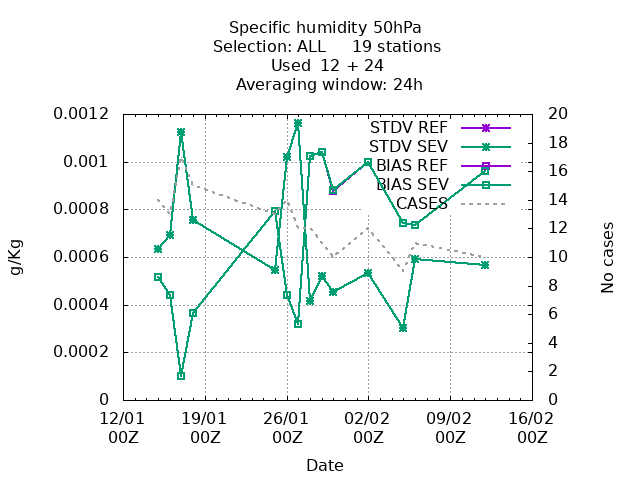 Specific humidity 50hPa
Selection: ALL 19 stations
Used 12 + 24
Averaging window: 24h
0.0012
0.001
0.0008
0.0006
0.0004
0.0002
0
g/Kg
20
18
16
14
12
10
8
6
4
2
0
No cases
STDV REF
STDV SEV
BIAS REF
BIAS SEV
CASES
12/01 19/01 26/01 02/02 09/02 16/02
00Z 00Z 00Z 00Z 00Z 00Z
Date